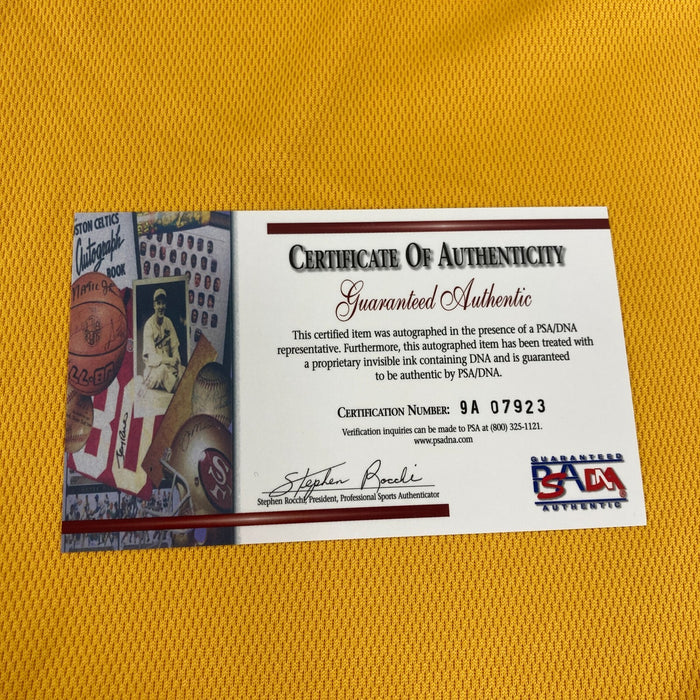 STON CELTICS
Autograph
BOOK
CERTIFICATE OF AUTHENTICITY
Guaranteed Authentic
This certified item was autographed in the presence of a PSA/DNA
representative. Furthermore, this autographed item has been treated with
a proprietary invisible ink containing DNA and is guaranteed
to be authentic by PSA/DNA.
CERTIFICATION NUMBER: 9A 07923
Verification inquiries can be made to PSA at (800) 325-1121.
www.psadna.com
Stephen Rocchi
Stephen Rocchi, President, Professional Sports Authenticator
GUARANTEED
PSA DNA
AUTHENTIC
80
SF